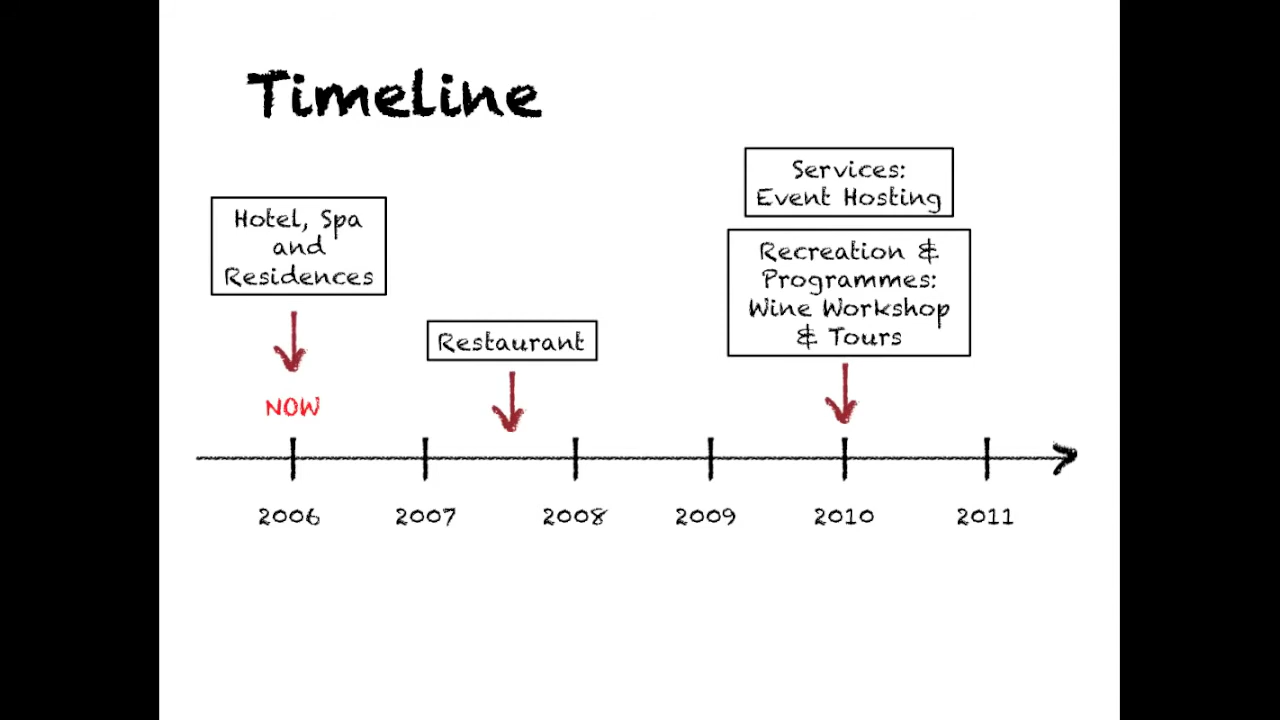 Timeline
Services:
Event Hosting
Hotel, Spa
and
Residences
Recreation &
Programmes:
Wine Workshop
& Tours
Restaurant
NOW
2006 2007 2008 2009 2010 2011